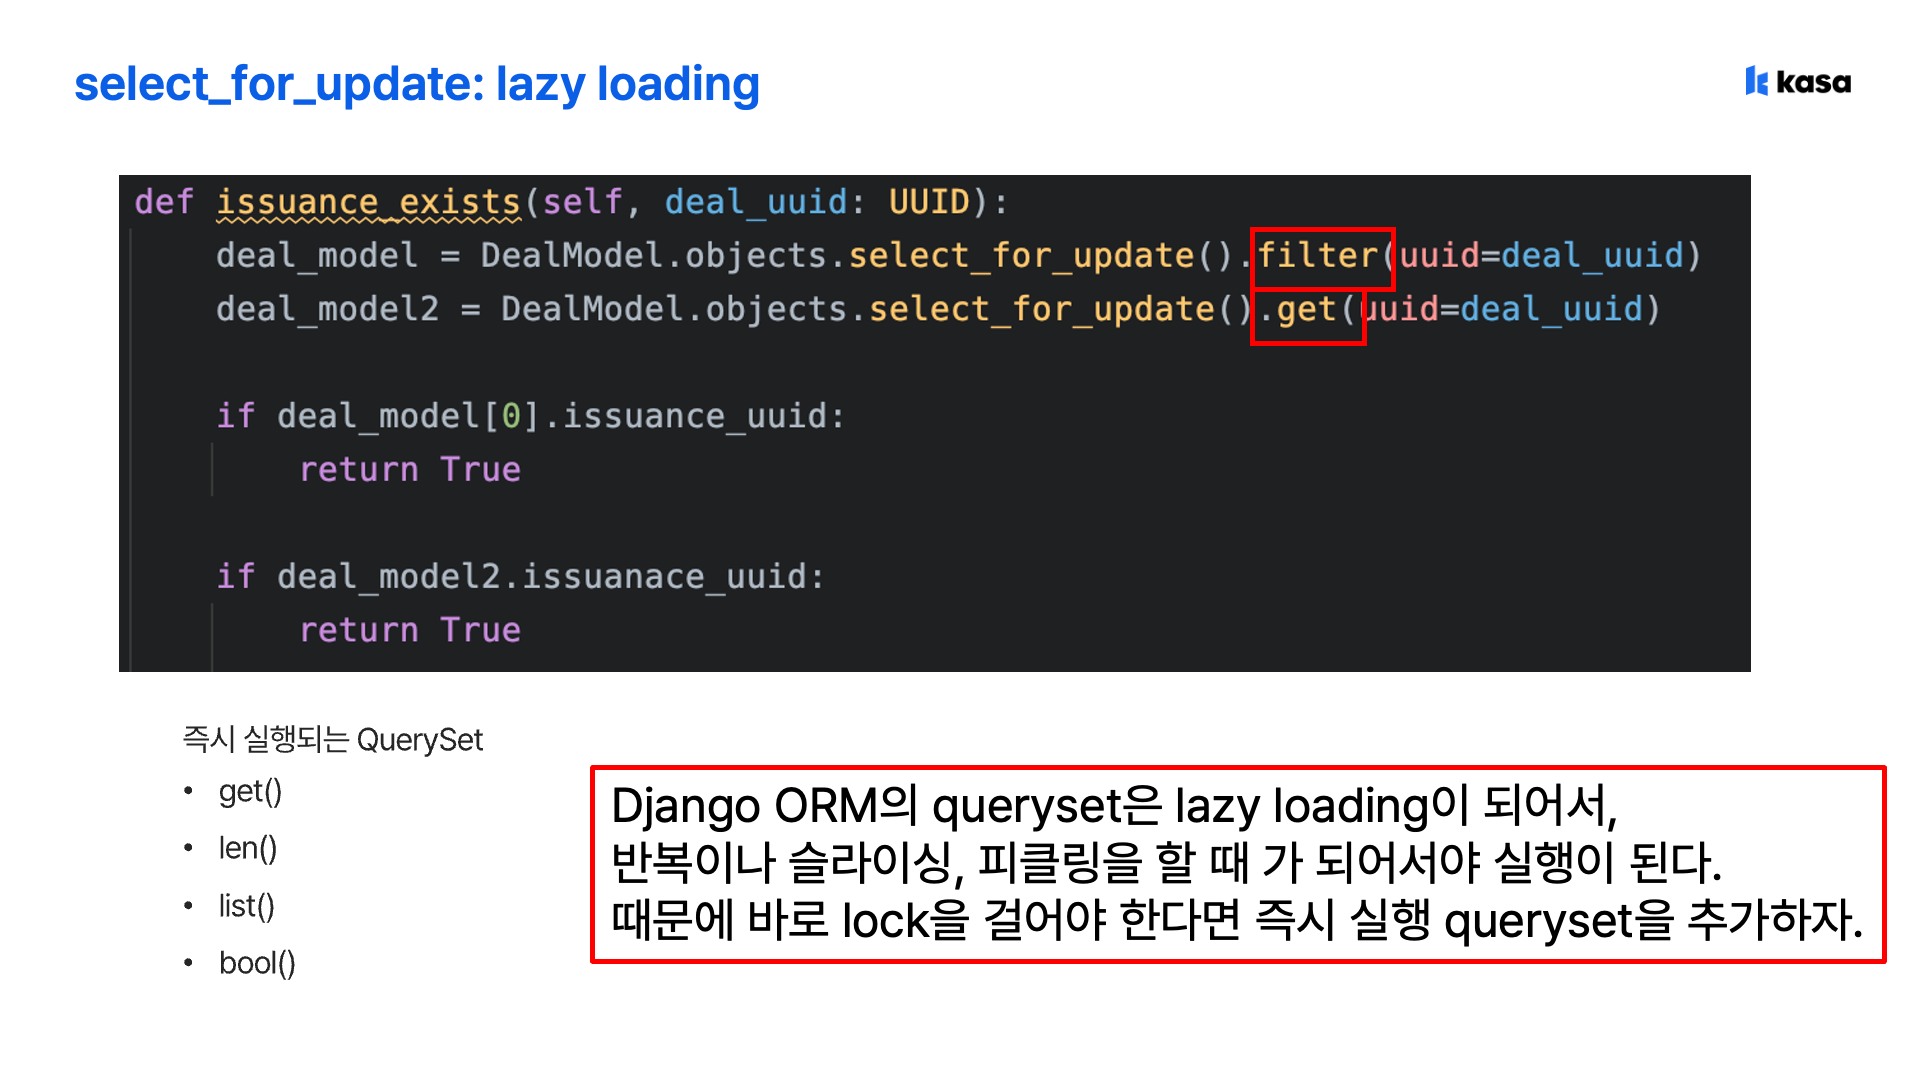 select_for_update: lazy loading
kasa
def issuance_exists(self, deal_uuid: UUID):
deal_model = DealModel.objects.select_for_update().filter(uuid=deal_uuid)
deal_model2 = DealModel.objects.select_for_update().get(uuid=deal_uuid)
if deal_model[0].issuance_uuid:
return True
if deal_model2.issuanace_uuid:
return True
즉시 실행되는 QuerySet
• get()
• len()
• list()
• bool()
Django ORM의 queryset은 lazy loading이 되어서,
반복이나 슬라이싱, 피클링을 할 때 가 되어서야 실행이 된다.
때문에 바로 lock을 걸어야 한다면 즉시 실행 queryset을 추가하자.